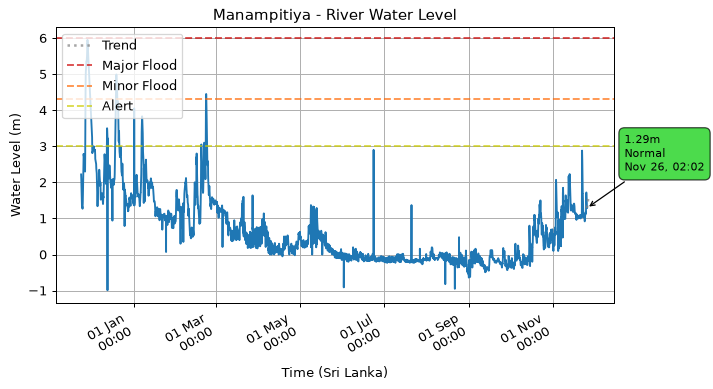 Manampitiya - River Water Level
Water Level (m)
6
5
4
3
2
1
0
−1
Trend
Major Flood
Minor Flood
Alert
1.29m
Normal
Nov 26, 02:02
01 Jan
00:00
01 Mar
00:00
01 May
00:00
01 Jul
00:00
01 Sep
00:00
01 Nov
00:00
Time (Sri Lanka)